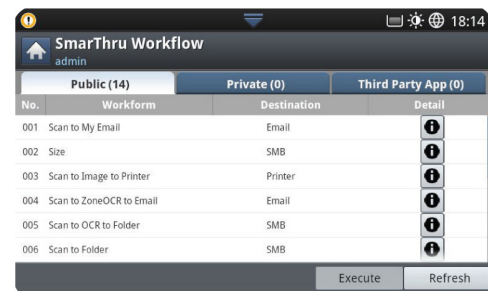 18:14
SmarThru Workflow
admin
Public (14) Private (0) Third Party App (0)
No. Workform Destination Detail
001 Scan to My Email Email
002 Size SMB
003 Scan to Image to Printer Printer
004 Scan to ZoneOCR to Email Email
005 Scan to OCR to Folder SMB
006 Scan to Folder SMB
Execute Refresh